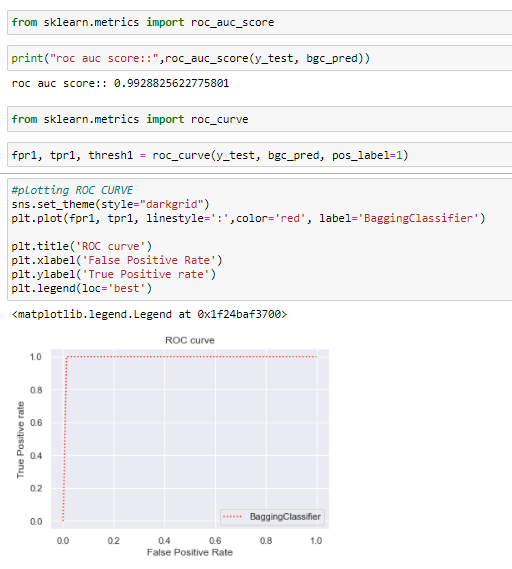 from sklearn.metrics import roc_auc_score
print("roc auc score::",roc_auc_score(y_test, bgc_pred))
roc auc score:: 0.9928825622775801
from sklearn.metrics import roc_curve
fpr1, tpr1, thresh1 = roc_curve(y_test, bgc_pred, pos_label=1)
#pLotting ROC CURVE
sns.set_theme(style="darkgrid")
plt.plot(fpr1, tpr1, linestyle=':',color='red', label='BaggingClassifier')
plt.title('ROC curve')
plt.xlabel('False Positive Rate')
plt.ylabel('True Positive rate')
plt.legend(loc='best')
<matplotlib.legend.Legend at 0x1f24baf3700>
ROC curve
True Positive rate
1.0
0.8
0.6
0.4
0.2
0.0
BaggingClassifier
0.0 0.2 0.4 0.6 0.8 1.0
False Positive Rate